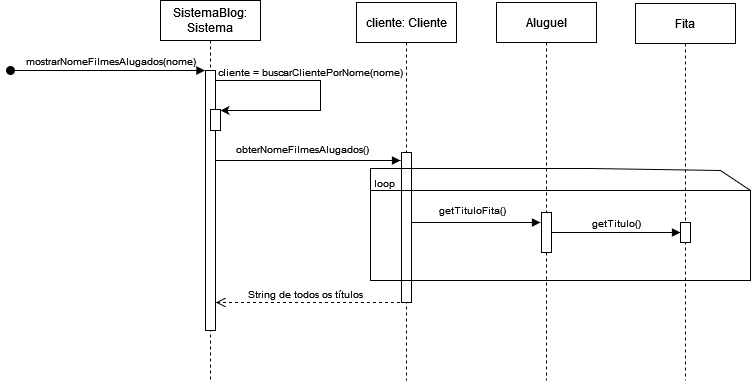 SistemaBlog:
Sistema
cliente: Cliente
Aluguel
Fita
mostrarNomeFilmesAlugados(nome)
cliente = buscarClientePorNome(nome)
obterNomeFilmesAlugados()
loop
getTituloFita()
getTitulo()
String de todos os títulos